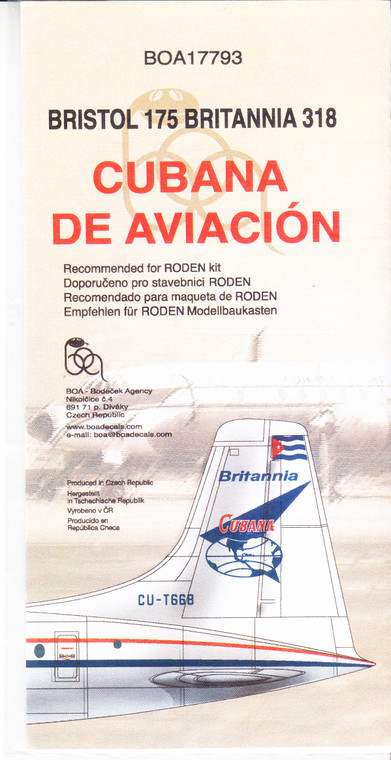 BOA17793
BRISTOL 175 BRITANNIA 318
CUBANA
DE AVIACIÓN
Recommended for RODEN kit
Doporučeno pro stavebnici RODEN
Recomendado para maqueta de RODEN
Empfehlen für RODEN Modellbaukasten
boa
BOA - Bodeček Agency
Nikolčice č.4
691 71 p. Diváky
Czech Republic
www.boadecals.com
e-mail: boa@boadecals.com
Produced in Czech Republic
Hergestellt
in Tschechische Republik
Vyrobeno v ČR
Producido en
República Checa
Britannia
CUBANA
CU-T668